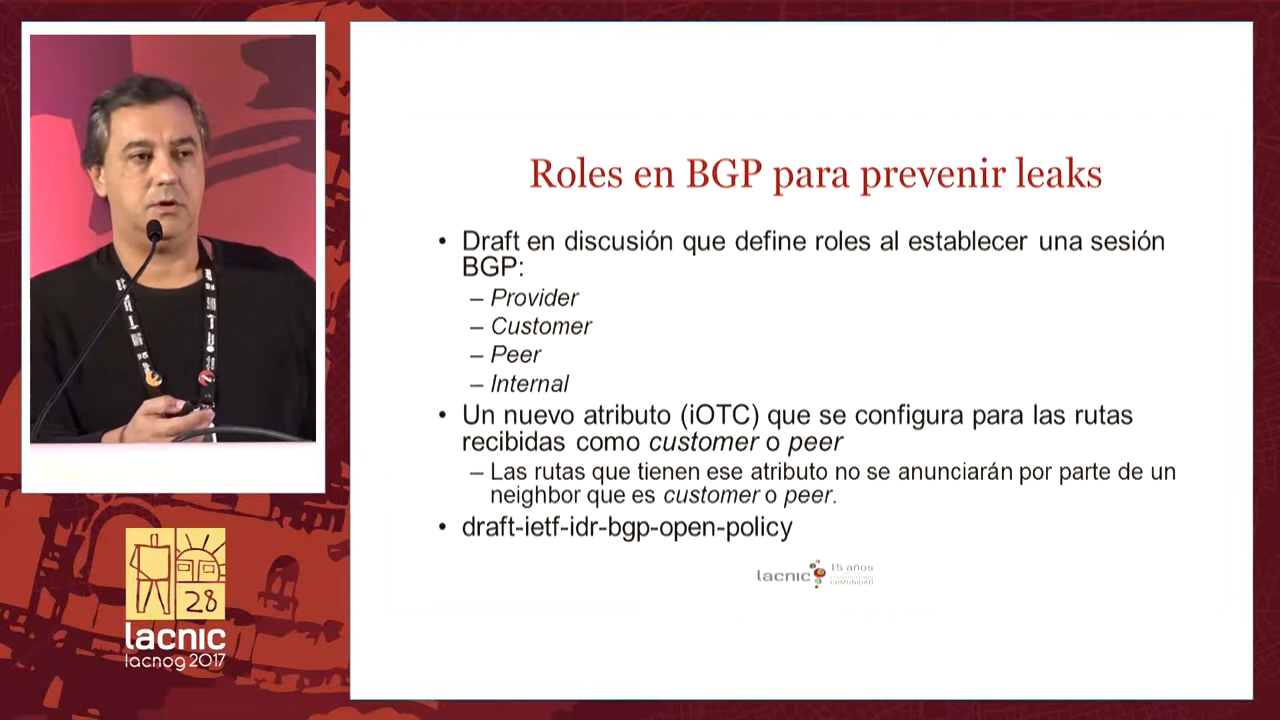 Roles en BGP para prevenir leaks
• Draft en discusión que define roles al establecer una sesión
BGP:
– Provider
– Customer
– Peer
– Internal
• Un nuevo atributo (iOTC) que se configura para las rutas
recibidas como customer o peer
– Las rutas que tienen ese atributo no se anunciarán por parte de un
neighbor que es customer o peer.
• draft-ietf-idr-bgp-open-policy
lacnic 15 años
COMUNIDAD
28
lacnic
lacnog 2017